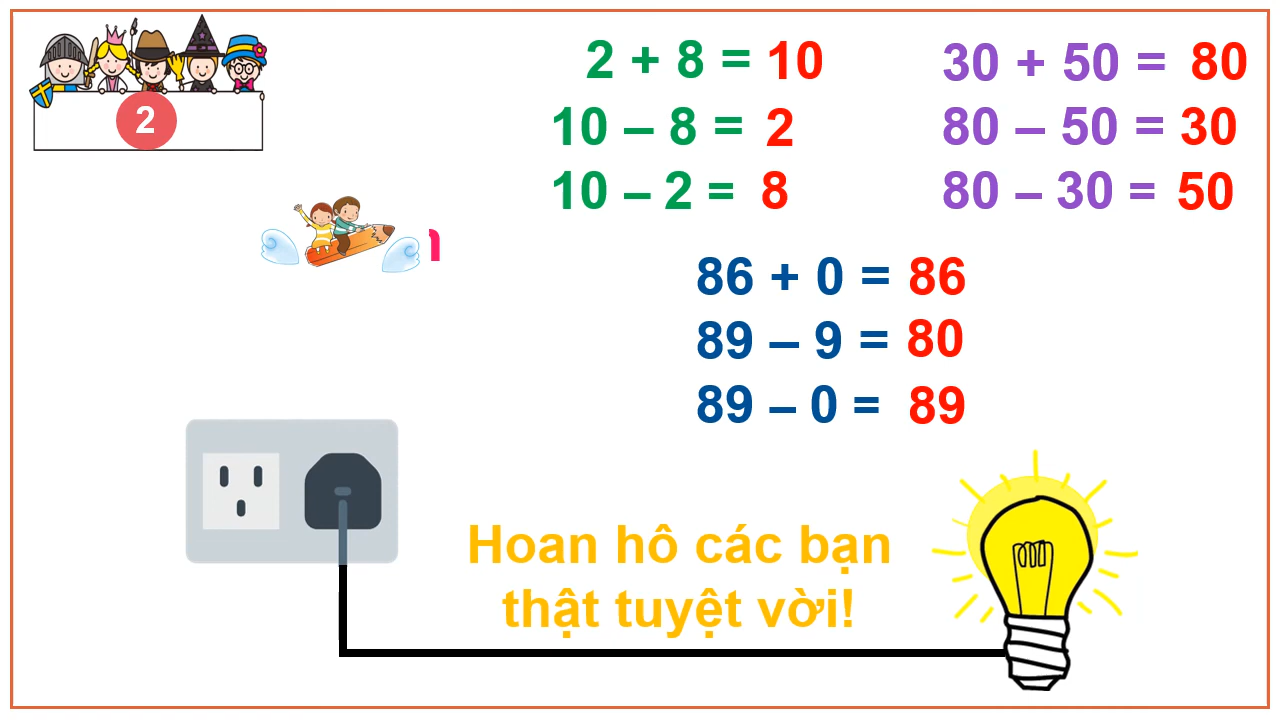 2
2 + 8 = 10
10 – 8 = 2
10 – 2 = 8
30 + 50 = 80
80 – 50 = 30
80 – 30 = 50
86 + 0 = 86
89 – 9 = 80
89 – 0 = 89
Hoan hô các bạn
thật tuyệt vời!